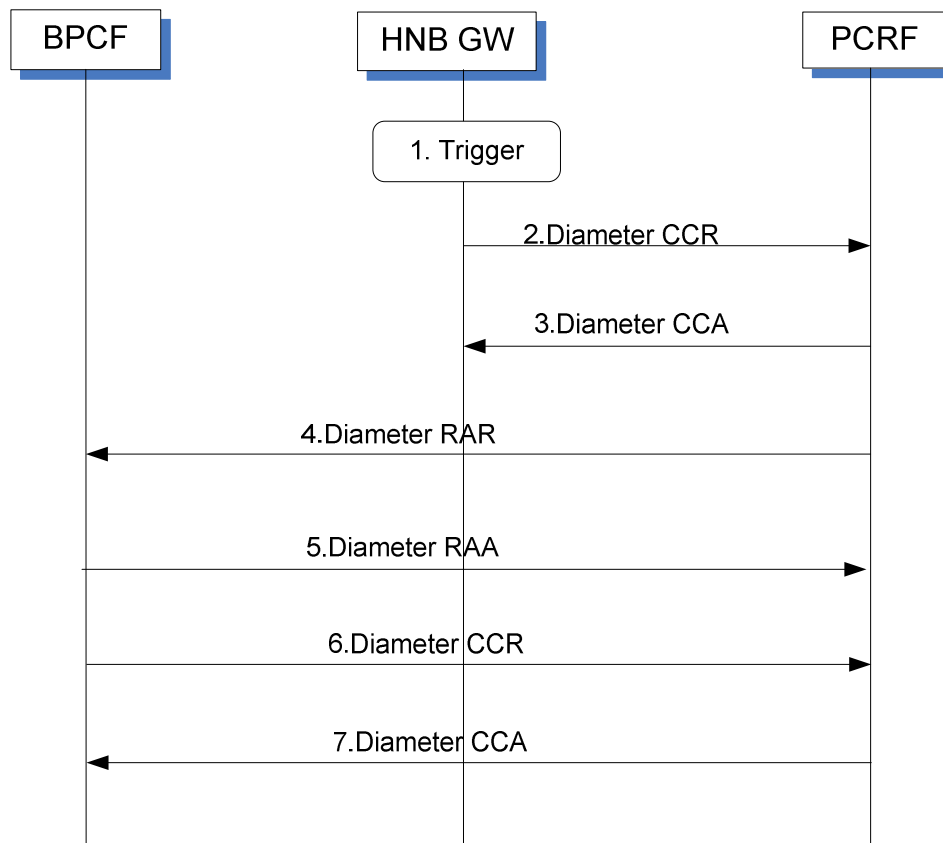 BPCF
HNB GW
PCRF
1. Trigger
2.Diameter CCR
3.Diameter CCA
4.Diameter RAR
5.Diameter RAA
6.Diameter CCR
7.Diameter CCA